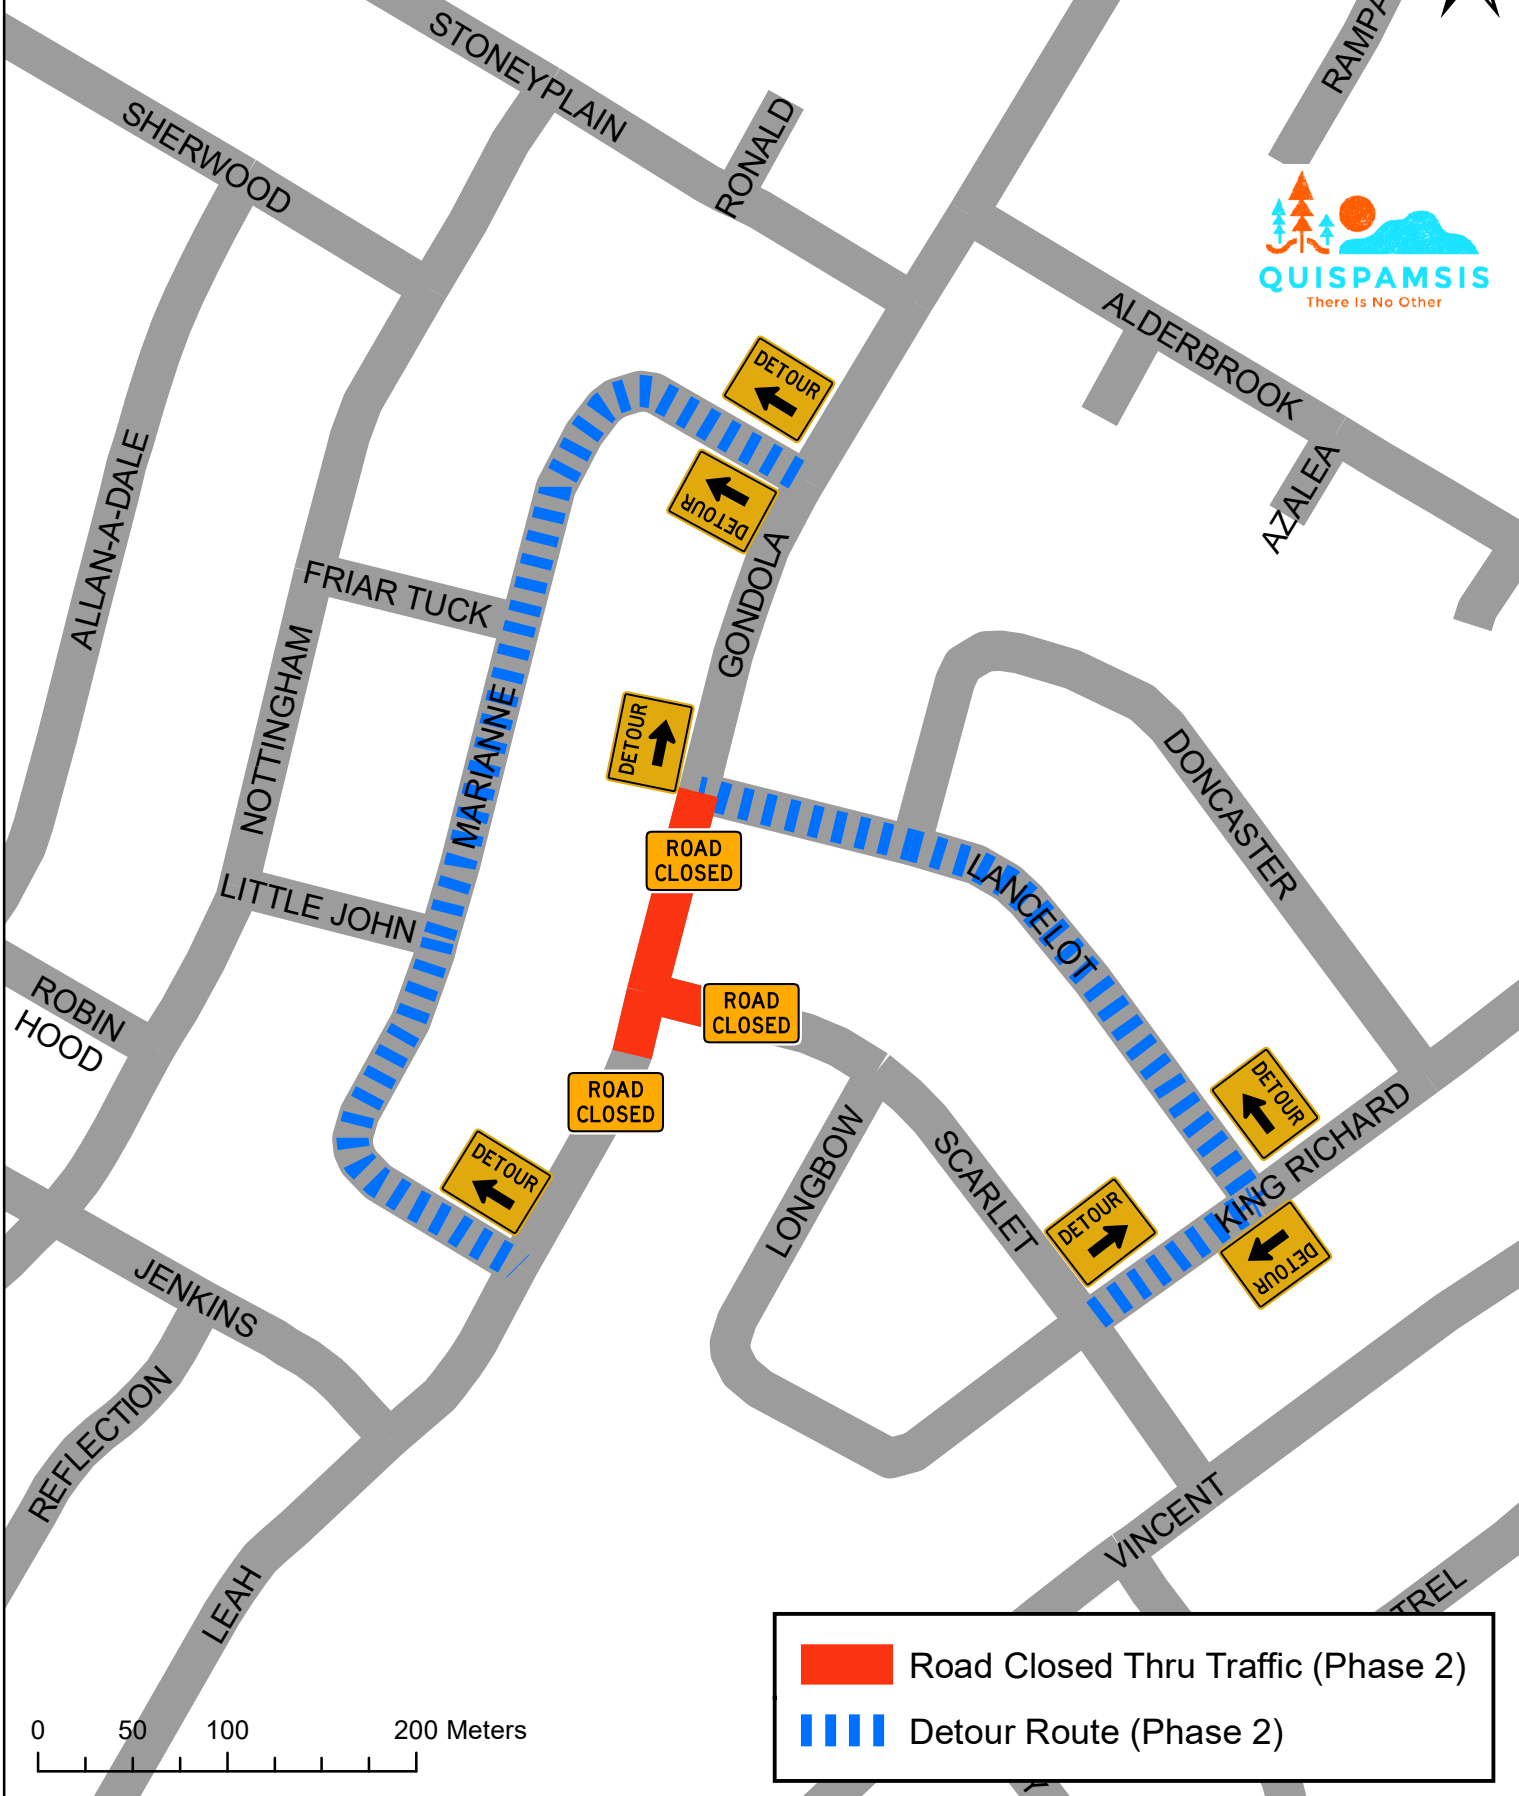 STONEYPLAIN
SHERWOOD
RONALD
QUISPAMSIS
There Is No Other
ALDERBROOK
DETOUR
DETOUR
AZALEA
ALLAN-A-DALE
GONDOLA
FRIAR TUCK
NOTTINGHAM
MARIANNE
DETOUR
DONCASTER
ROAD
CLOSED
LANCELOT
LITTLE JOHN
ROBIN
HOOD
ROAD
CLOSED
ROAD
CLOSED
DETOUR
DETOUR
LONGBOW
SCARLET
KING RICHARD
DETOUR
DETOUR
JENKINS
REFLECTION
VINCENT
LEAH
Road Closed Thru Traffic (Phase 2)
Detour Route (Phase 2)
0 50 100 200 Meters